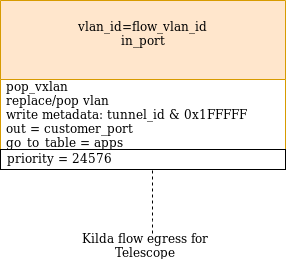 vlan_id=flow_vlan_id
in_port
pop_vxlan
replace/pop vlan
write metadata: tunnel_id & 0x1FFFFF
out = customer_port
go_to_table = apps
priority = 24576
Kilda flow egress for
Telescope